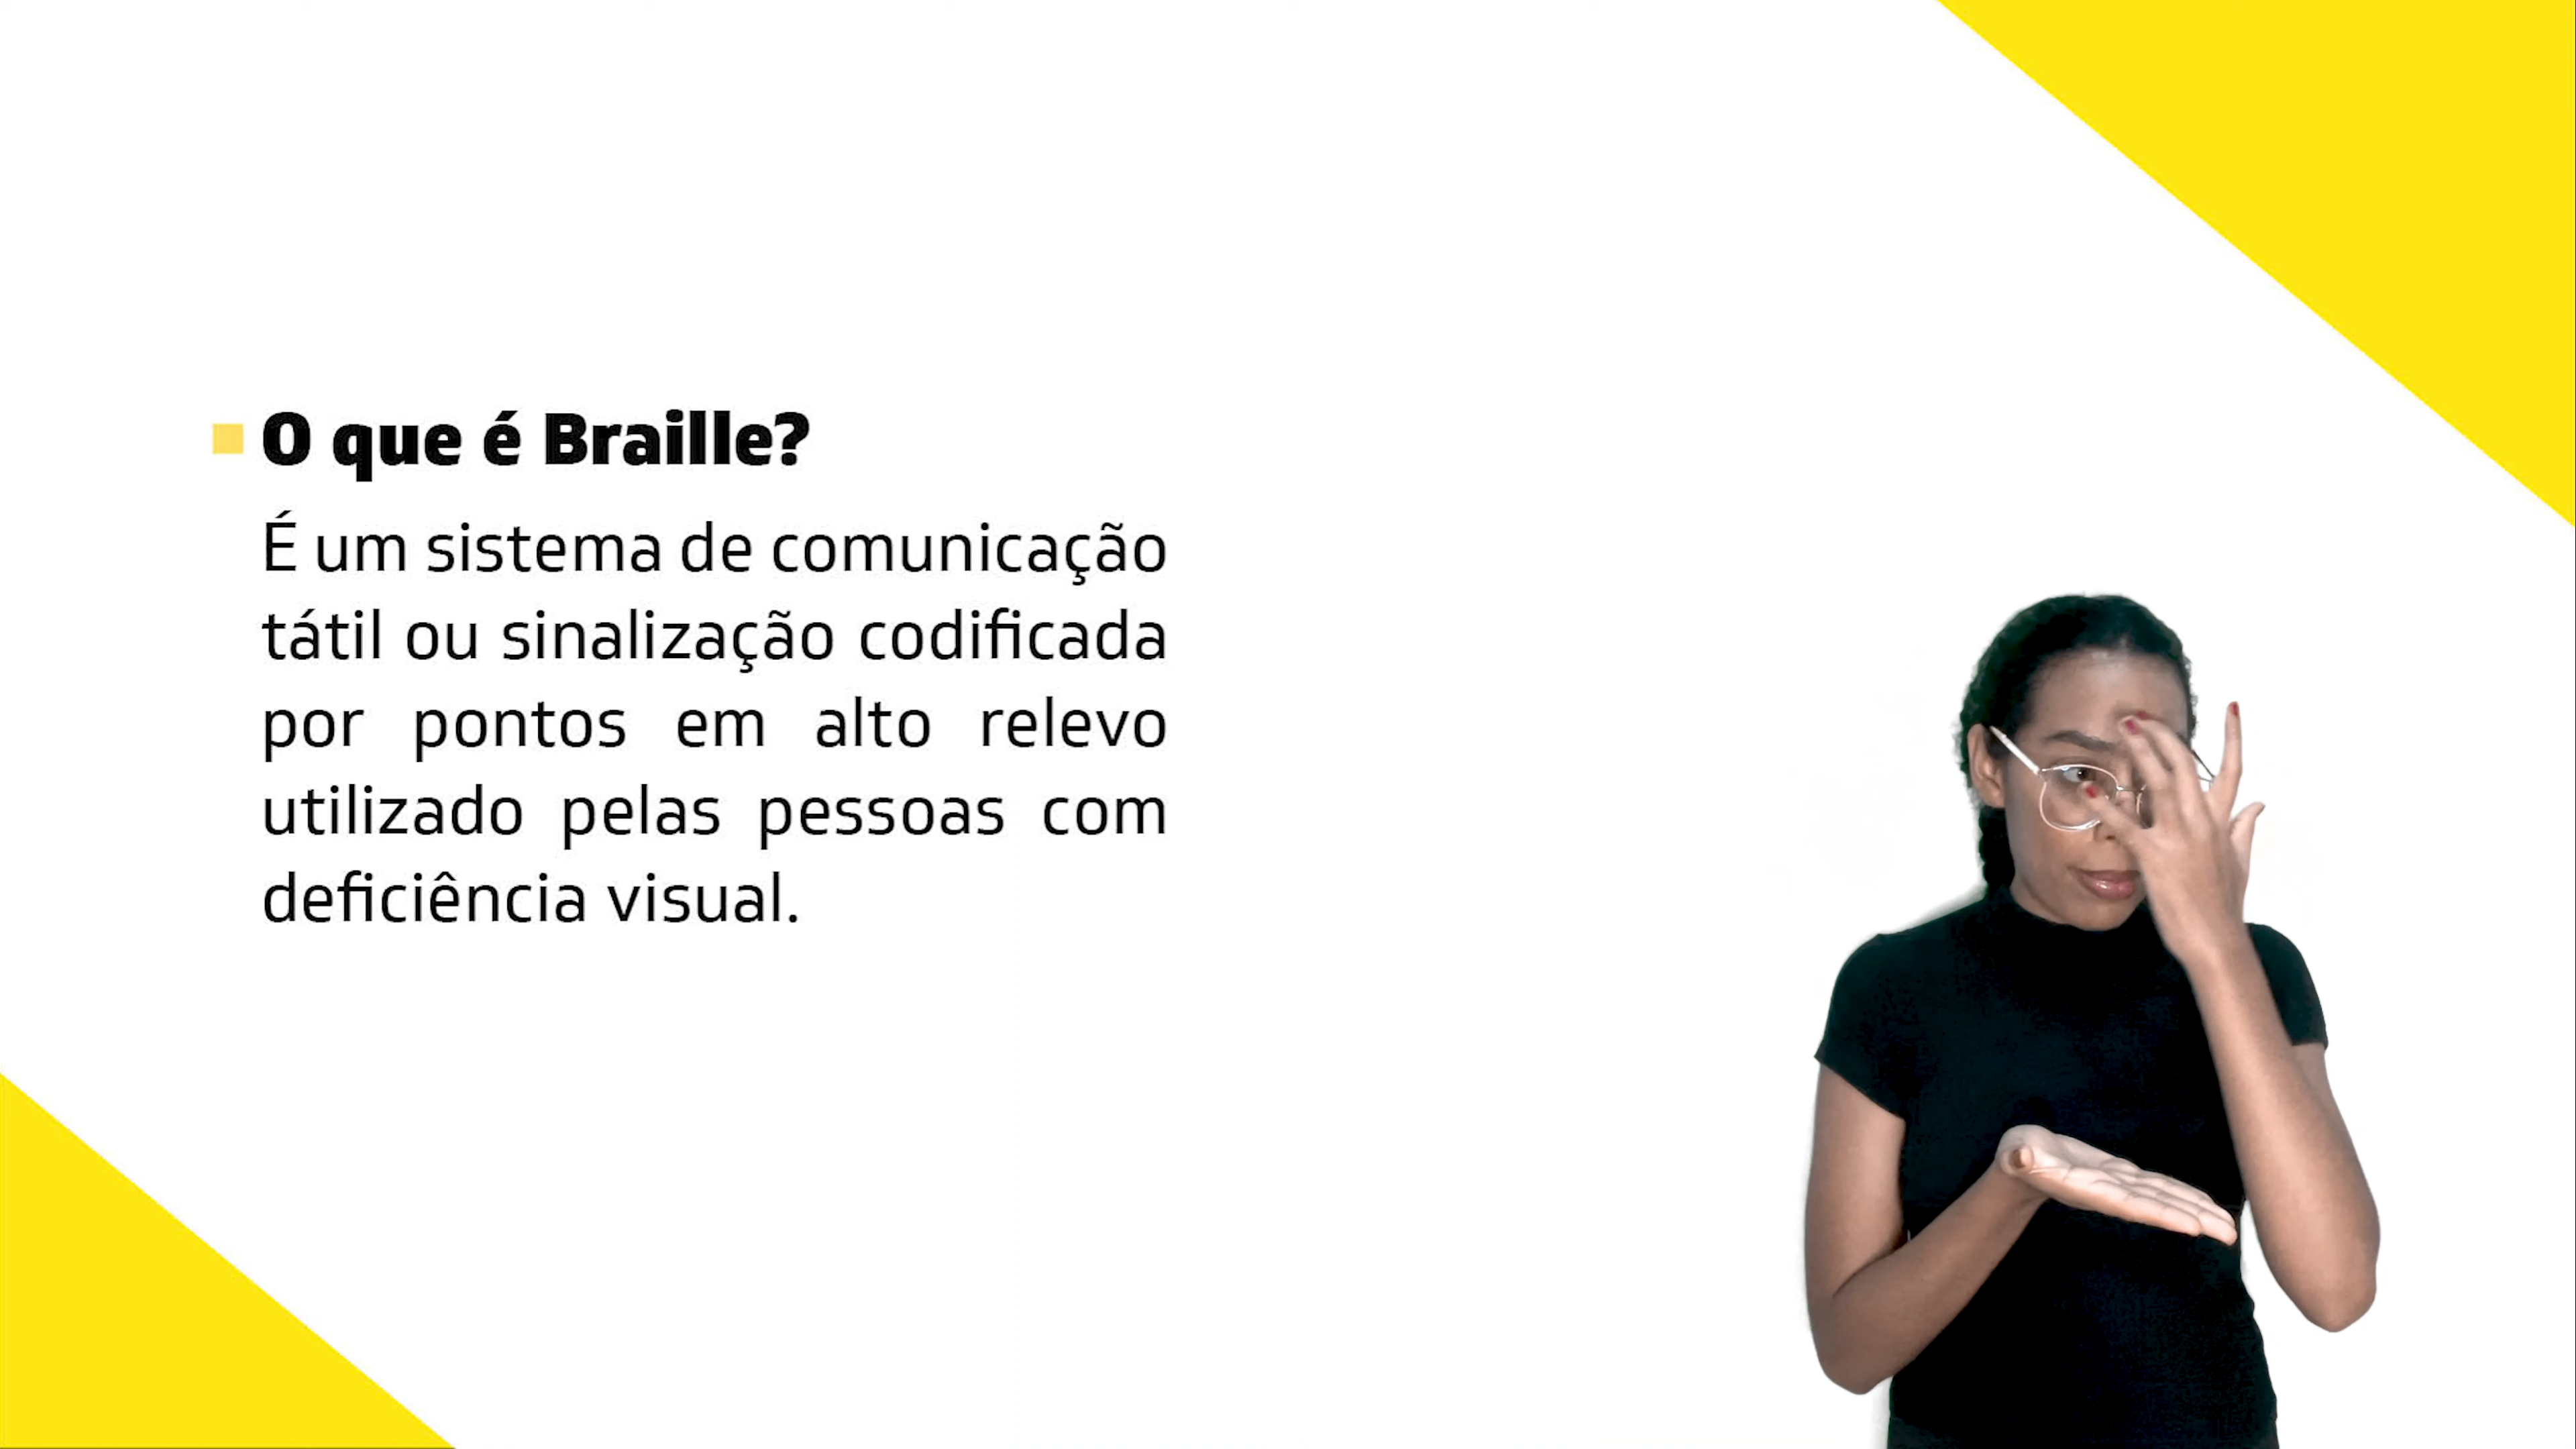 O que é Braille?
É um sistema de comunicação
tátil ou sinalização codificada
por pontos em alto relevo
utilizado pelas pessoas com
deficiência visual.